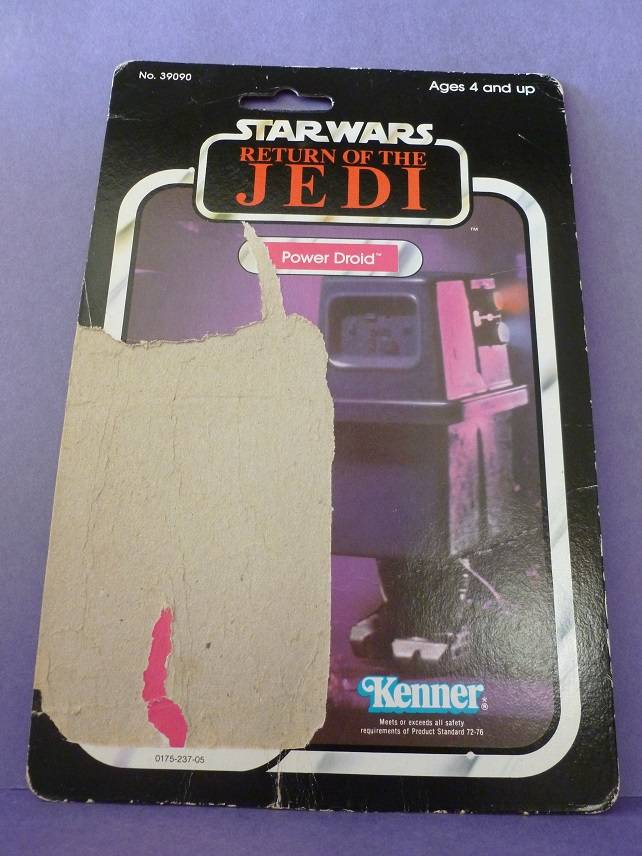 No. 39090
Ages 4 and up
STAR WARS
RETURN OF THE
JEDI
™
Power Droid™
Kenner®
Meets or exceeds all safety
requirements of Product Standard 72-76
0175-237-05